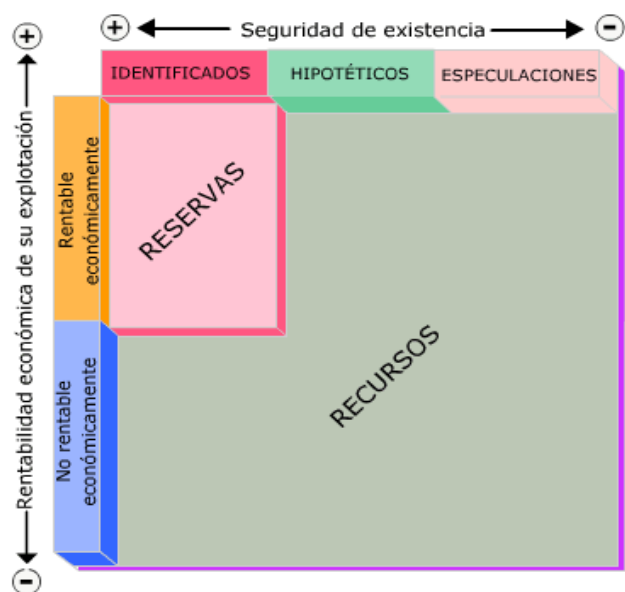 + Seguridad de existencia -
+
IDENTIFICADOS HIPOTÉTICOS ESPECULACIONES
Rentabilidad económica de su explotación
Rentable
económicamente
RESERVAS
No rentable
económicamente
RECURSOS
-